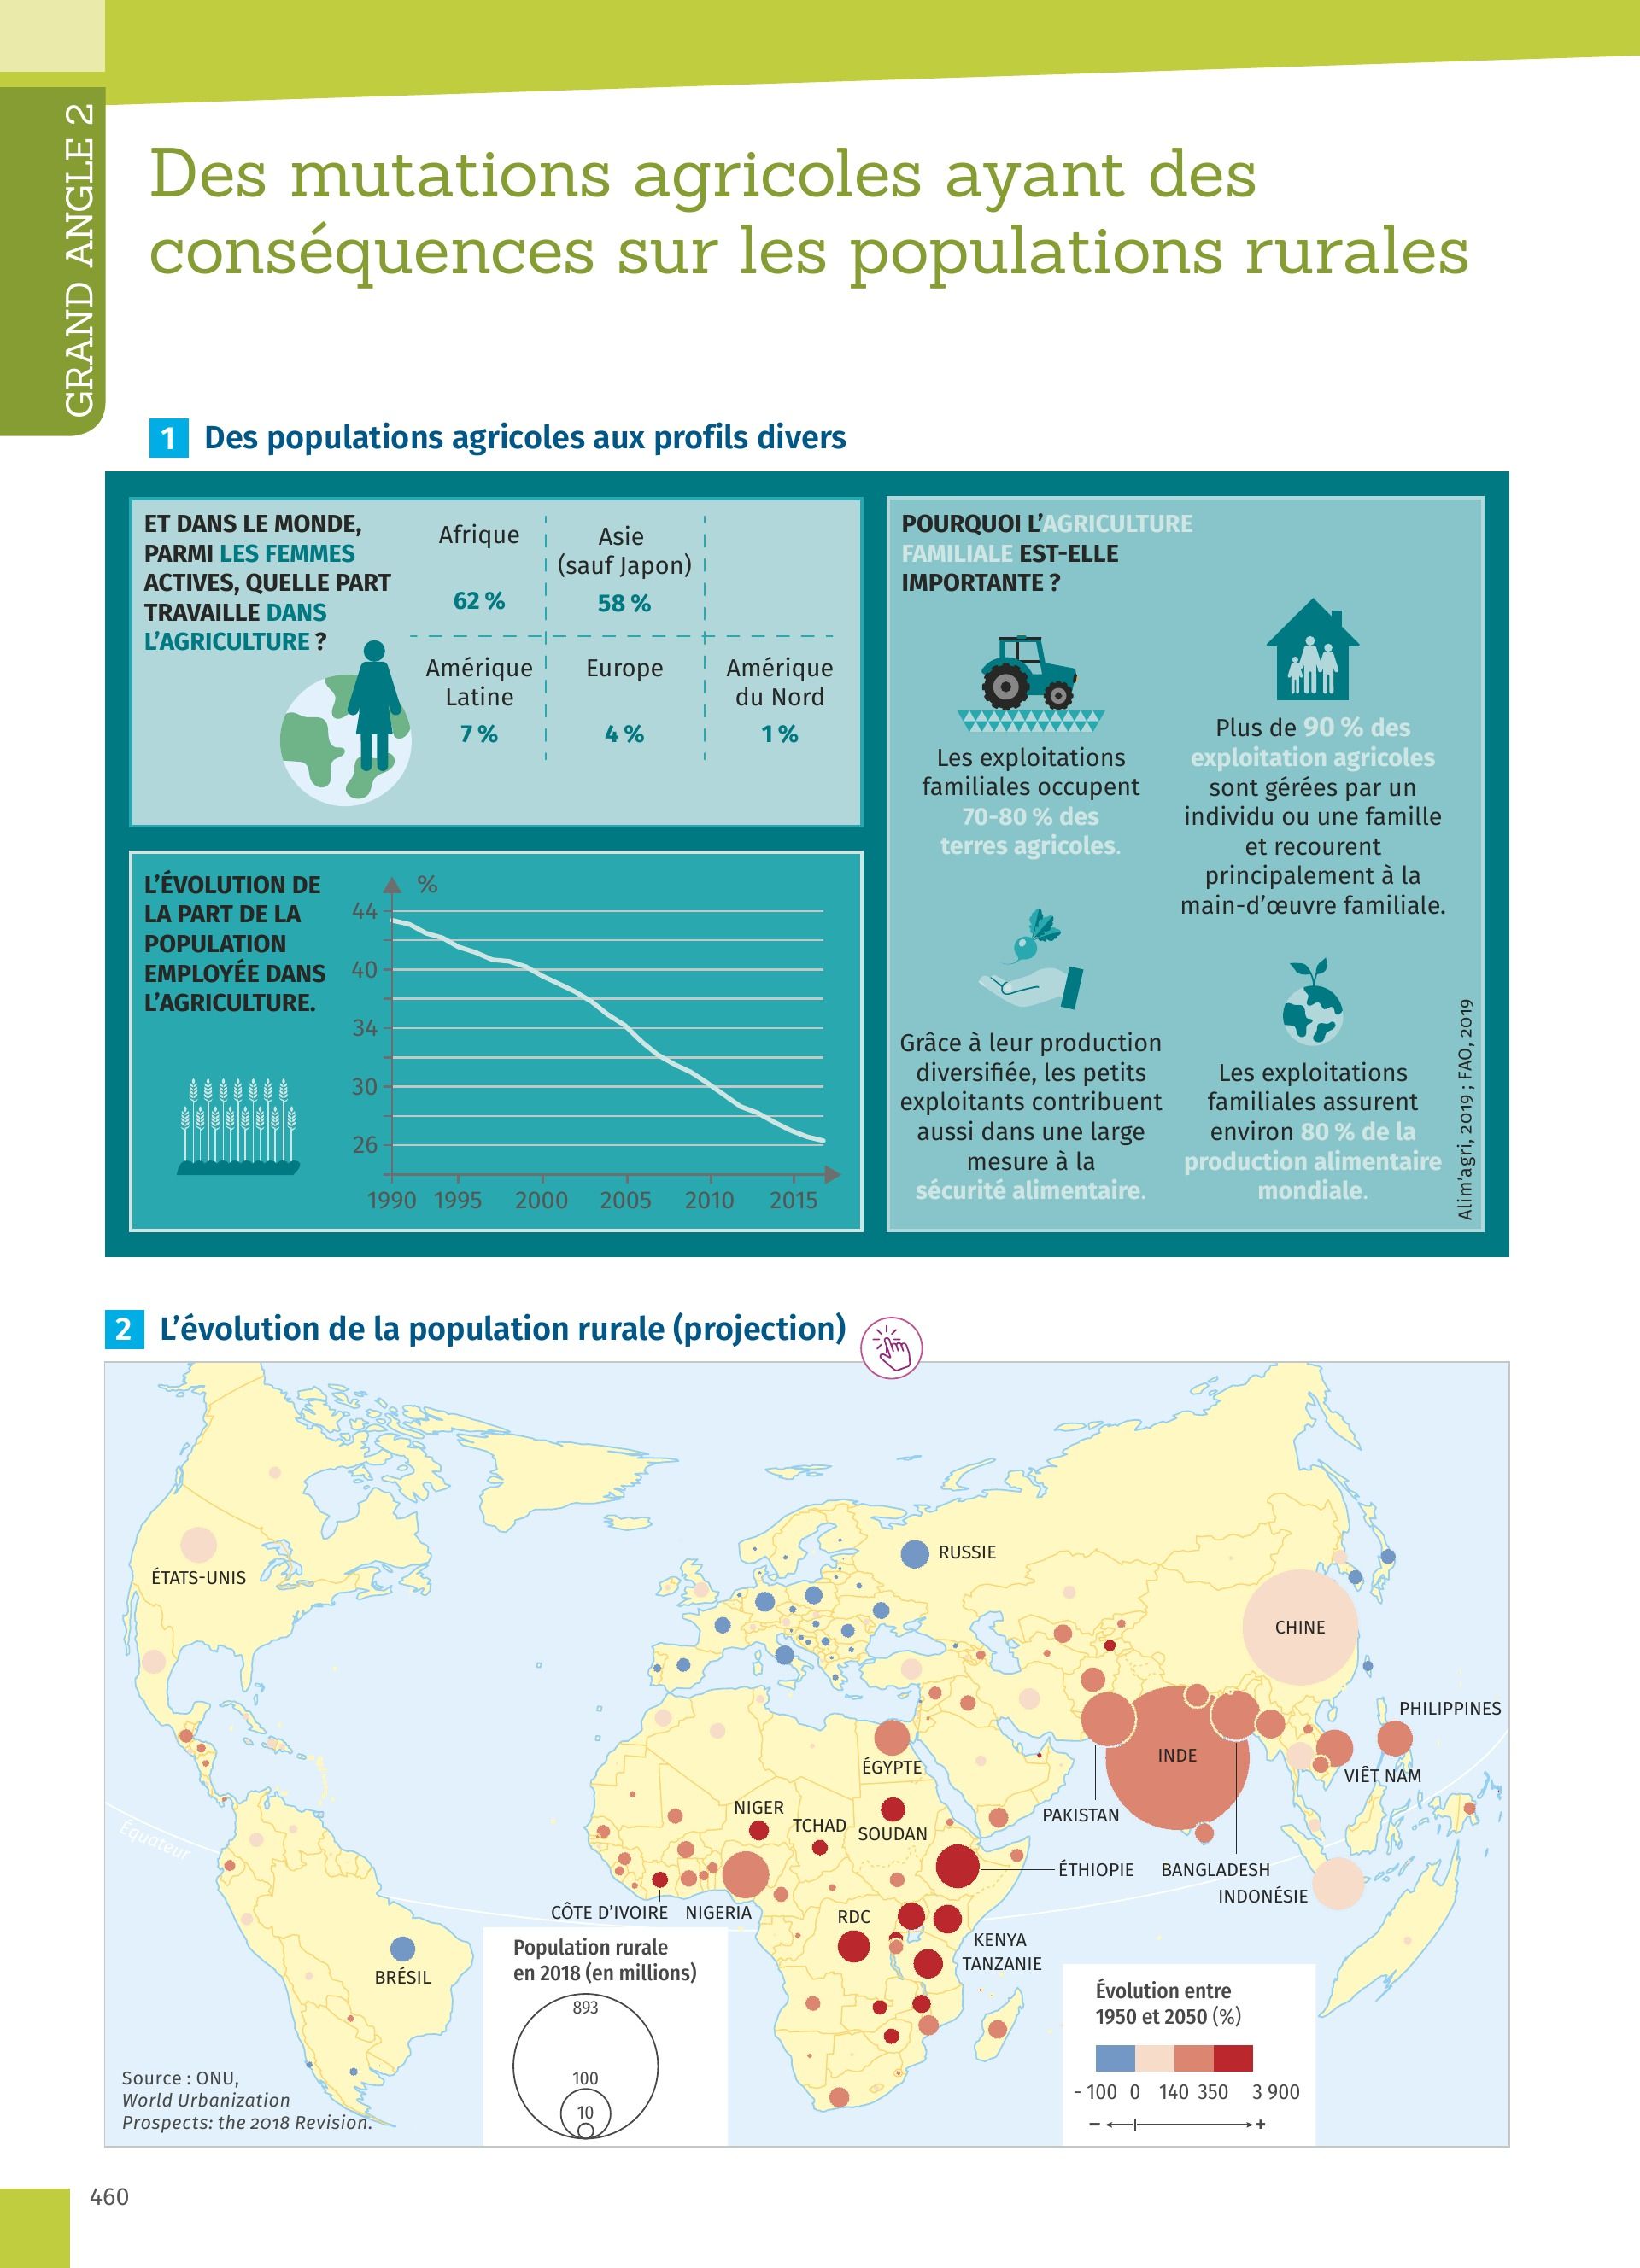 GRAND ANGLE 2
Des mutations agricoles ayant des
conséquences sur les populations rurales
1 Des populations agricoles aux profils divers
ET DANS LE MONDE,
PARMI LES FEMMES
ACTIVES, QUELLE PART
TRAVAILLE DANS
L'AGRICULTURE ?
Afrique
62 %
Asie
(sauf Japon)
58 %
Amérique
Latine
7 %
Europe
4 %
Amérique
du Nord
1 %
L'ÉVOLUTION DE
LA PART DE LA
POPULATION
EMPLOYÉE DANS
L'AGRICULTURE.
%
44
40
34
30
26
1990 1995 2000 2005 2010 2015
POURQUOI L'AGRICULTURE
FAMILIALE EST-ELLE
IMPORTANTE ?
Les exploitations
familiales occupent
70-80 % des
terres agricoles.
Plus de 90 % des
exploitation agricoles
sont gérées par un
individu ou une famille
et recourent
principalement à la
main-d'œuvre familiale.
Grâce à leur production
diversifiée, les petits
exploitants contribuent
aussi dans une large
mesure à la
sécurité alimentaire.
Les exploitations
familiales assurent
environ 80 % de la
production alimentaire
mondiale.
Alim'agri, 2019 ; FAO, 2019
2 L'évolution de la population rurale (projection)
ÉTATS-UNIS
RUSSIE
CHINE
PHILIPPINES
ÉGYPTE
INDE
VIÊT NAM
NIGER
TCHAD
SOUDAN
PAKISTAN
Équateur
ÉTHIOPIE
BANGLADESH
INDONÉSIE
CÔTE D'IVOIRE
NIGERIA
RDC
KENYA
TANZANIE
BRÉSIL
Population rurale
en 2018 (en millions)
893
100
10
Évolution entre
1950 et 2050 (%)
- 100 0 140 350 3 900
− +
Source : ONU,
World Urbanization
Prospects: the 2018 Revision.
460